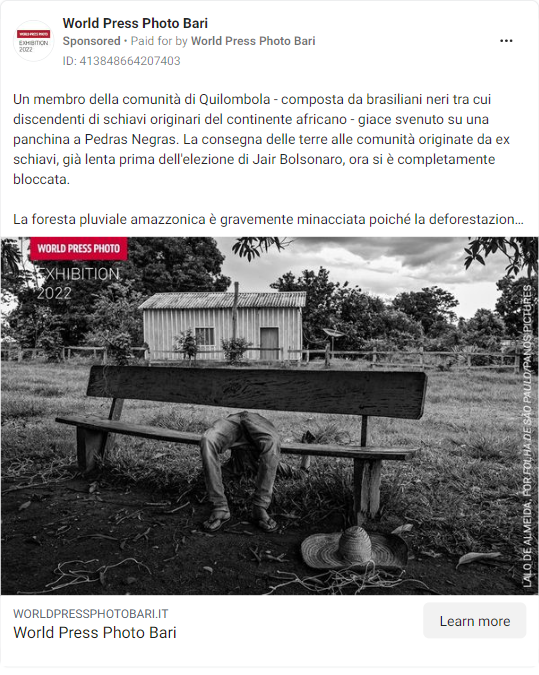 World Press Photo Bari
Sponsored • Paid for by World Press Photo Bari
ID: 413848664207403
WORLD PRESS PHOTO
EXHIBITION
2022
Un membro della comunità di Quilombola - composta da brasiliani neri tra cui
discendenti di schiavi originari del continente africano - giace svenuto su una
panchina a Pedras Negras. La consegna delle terre alle comunità originate da ex
schiavi, già lenta prima dell'elezione di Jair Bolsonaro, ora si è completamente
bloccata.
La foresta pluviale amazzonica è gravemente minacciata poiché la deforestazion...
WORLD PRESS PHOTO
EXHIBITION
2022
LALO DE ALMEIDA, FOR FOLHA DE SÃO PAULO/PANOS PICTURES
WORLDPRESSPHOTOBARI.IT
World Press Photo Bari
Learn more